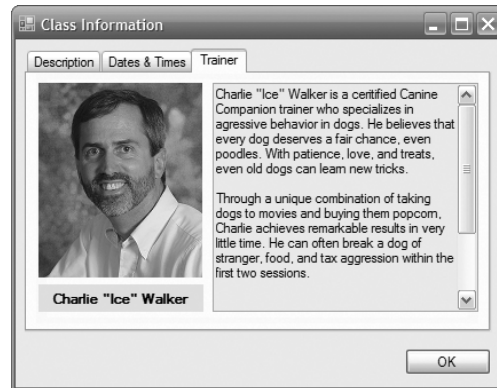 Class Information
Description
Dates & Times
Trainer
Charlie "Ice" Walker is a ceritified Canine
Companion trainer who specializes in
agressive behavior in dogs. He believes that
every dog deserves a fair chance, even
poodles. With patience, love, and treats,
even old dogs can learn new tricks.
Through a unique combination of taking
dogs to movies and buying them popcorn,
Charlie achieves remarkable results in very
little time. He can often break a dog of
stranger, food, and tax aggression within the
first two sessions.
Charlie "Ice" Walker
OK